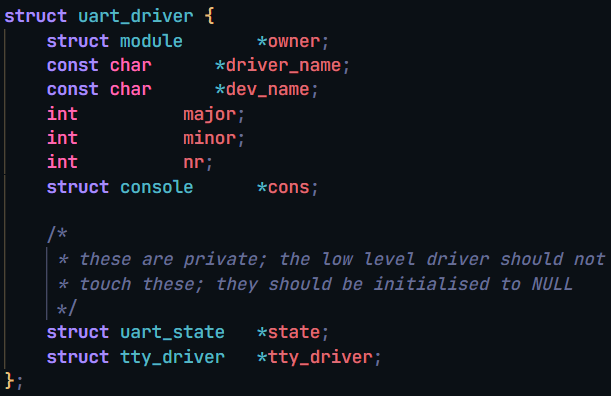 struct uart_driver {
    struct module       *owner;
    const char      *driver_name;
    const char      *dev_name;
    int          major;
    int          minor;
    int          nr;
    struct console      *cons;

    /*
     * these are private; the low level driver should not
     * touch these; they should be initialised to NULL
     */
    struct uart_state   *state;
    struct tty_driver   *tty_driver;
};